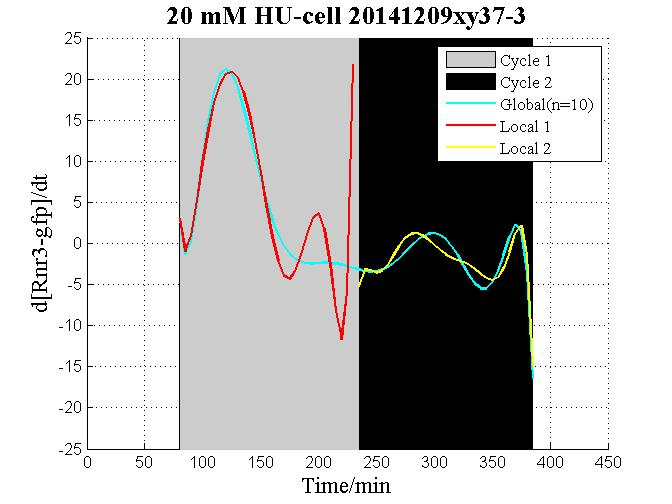 20 mM HU-cell 20141209xy37-3
25
20
15
10
5
0
-5
-10
-15
-20
-25
d[Rnr3-gfp]/dt
Cycle 1
Cycle 2
Global(n=10)
Local 1
Local 2
0 50 100 150 200 250 300 350 400 450
Time/min